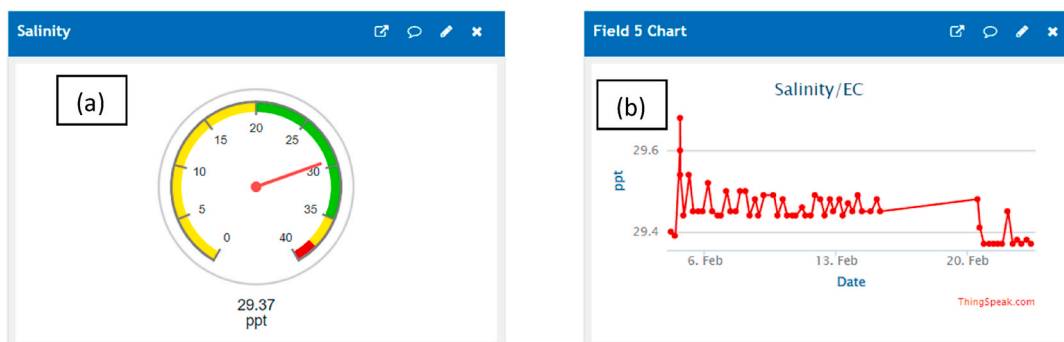 Salinity
(a)
20
15
25
10
30
5
35
0
40
29.37
ppt
Field 5 Chart
(b)
Salinity/EC
29.6
ppt
29.4
6. Feb
13. Feb
20. Feb
Date
ThingSpeak.com